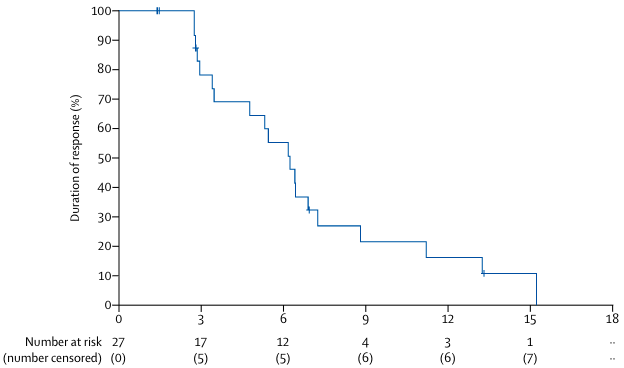 100
90
80
70
60
50
40
30
20
10
0
Duration of response (%)
0 3 6 9 12 15 18
Number at risk 27 17 12 4 3 1 ··
(number censored) (0) (5) (5) (6) (6) (7) ··